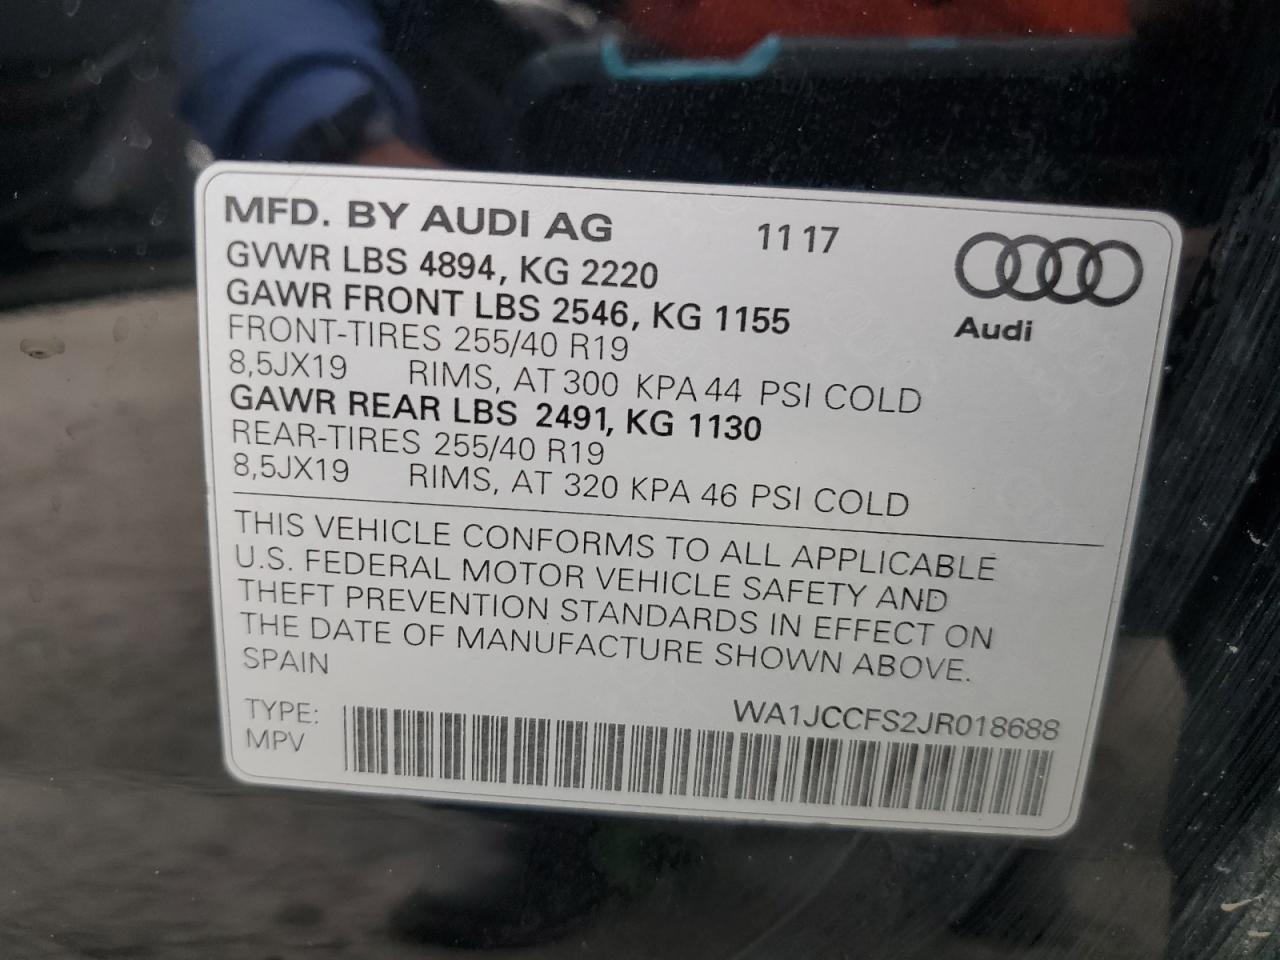 MFD. BY AUDI AG 11 17
GVWR LBS 4894, KG 2220
GAWR FRONT LBS 2546, KG 1155
Audi
FRONT-TIRES 255/40 R19
8,5JX19 RIMS, AT 300 KPA 44 PSI COLD
GAWR REAR LBS 2491, KG 1130
REAR-TIRES 255/40 R19
8,5JX19 RIMS, AT 320 KPA 46 PSI COLD
THIS VEHICLE CONFORMS TO ALL APPLICABLE
U.S. FEDERAL MOTOR VEHICLE SAFETY AND
THEFT PREVENTION STANDARDS IN EFFECT ON
THE DATE OF MANUFACTURE SHOWN ABOVE.
SPAIN
WA1JCCFS2JR018688
TYPE:
MPV